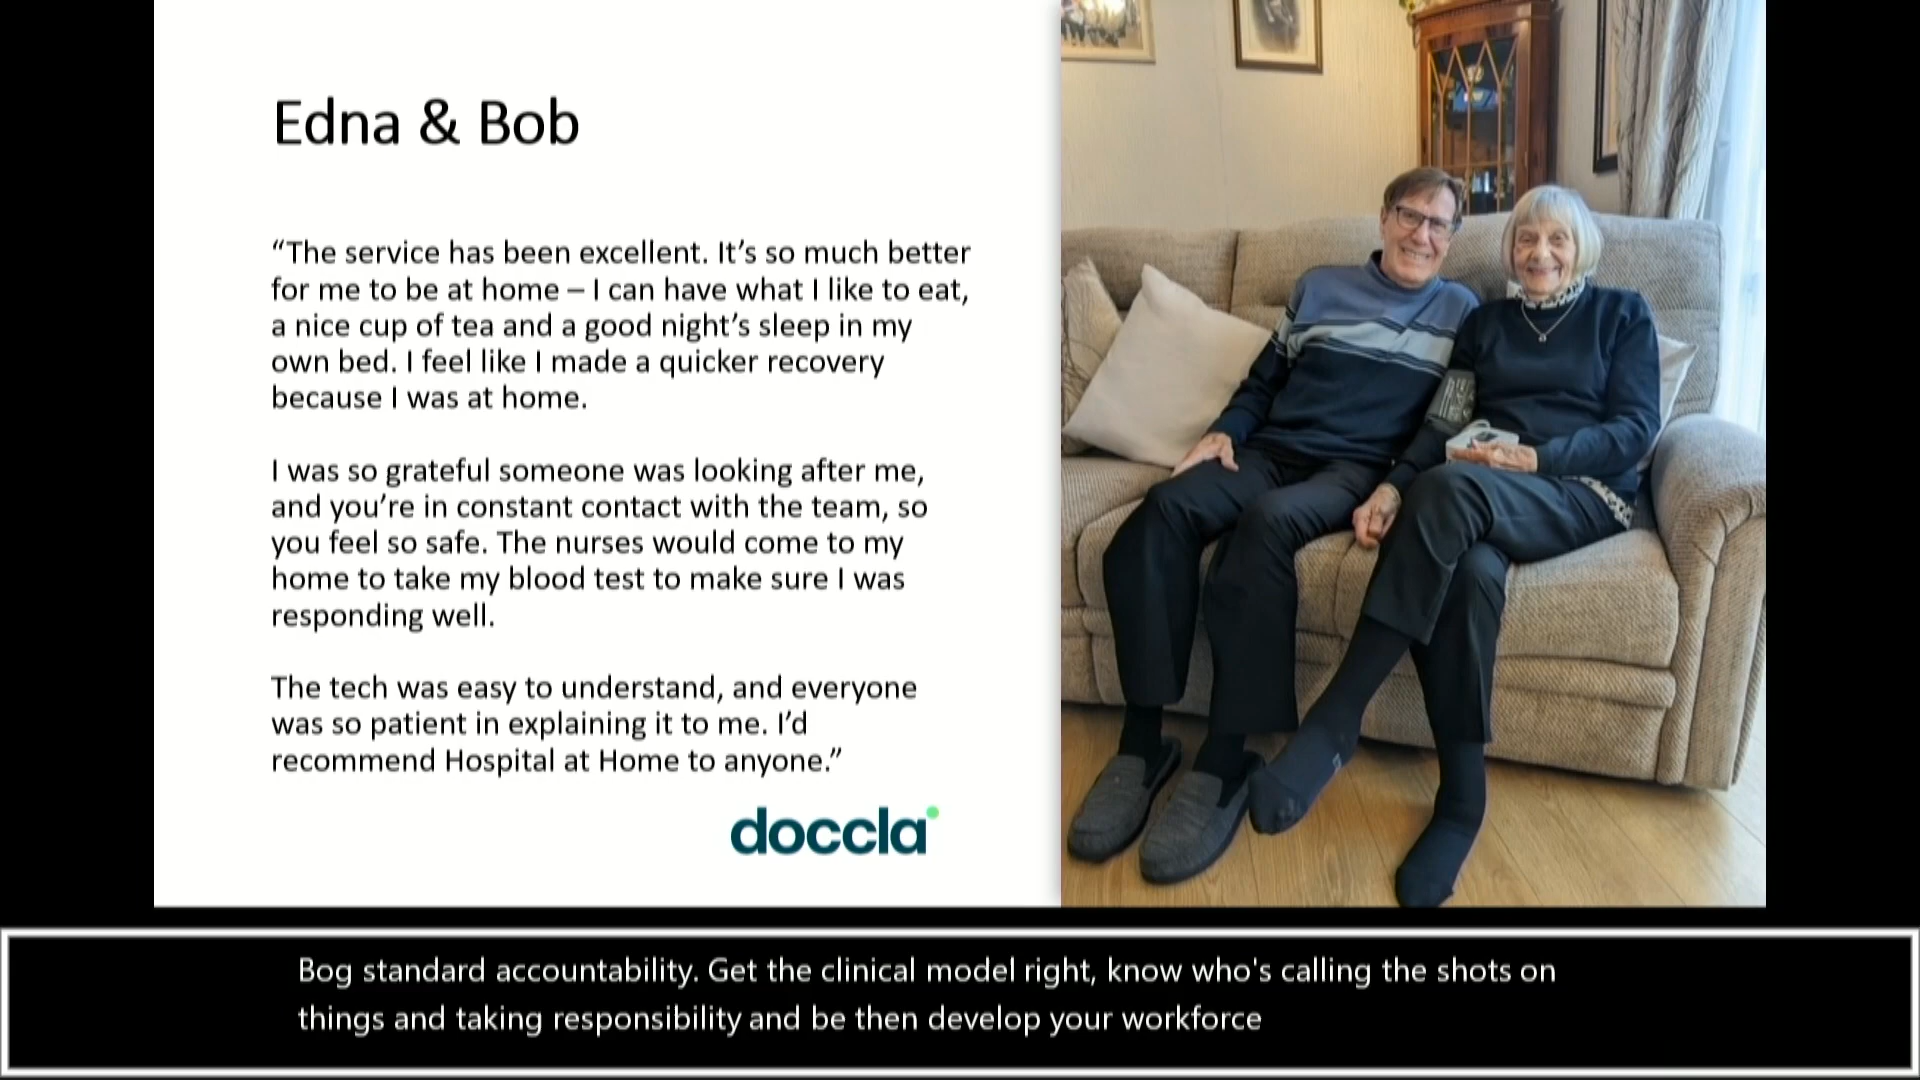 Edna & Bob
“The service has been excellent. It’s so much better
for me to be at home – I can have what I like to eat,
a nice cup of tea and a good night’s sleep in my
own bed. I feel like I made a quicker recovery
because I was at home.
I was so grateful someone was looking after me,
and you’re in constant contact with the team, so
you feel so safe. The nurses would come to my
home to take my blood test to make sure I was
responding well.
The tech was easy to understand, and everyone
was so patient in explaining it to me. I’d
recommend Hospital at Home to anyone.”
doccla
Bog standard accountability. Get the clinical model right, know who's calling the shots on
things and taking responsibility and be then develop your workforce